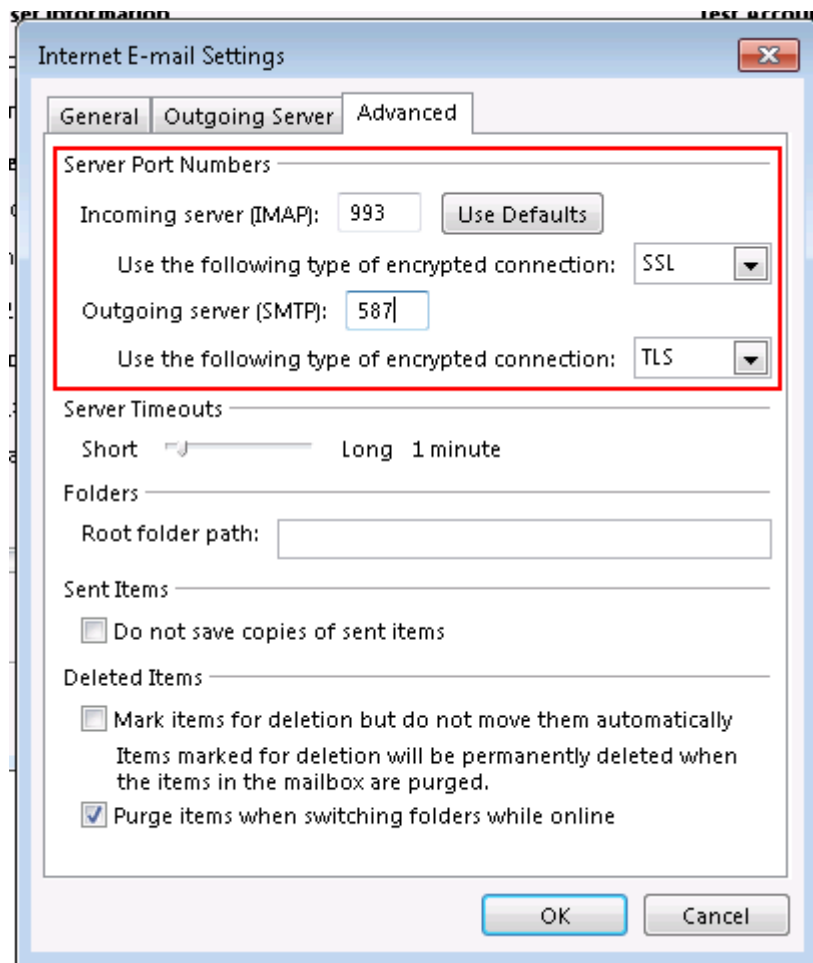 ser Information Test Accou
Internet E-mail Settings
General Outgoing Server Advanced
Server Port Numbers
Incoming server (IMAP): 993 Use Defaults
Use the following type of encrypted connection: SSL
Outgoing server (SMTP): 587
Use the following type of encrypted connection: TLS
Server Timeouts
Short Long 1 minute
Folders
Root folder path:
Sent Items
Do not save copies of sent items
Deleted Items
Mark items for deletion but do not move them automatically
Items marked for deletion will be permanently deleted when
the items in the mailbox are purged.
Purge items when switching folders while online
OK Cancel